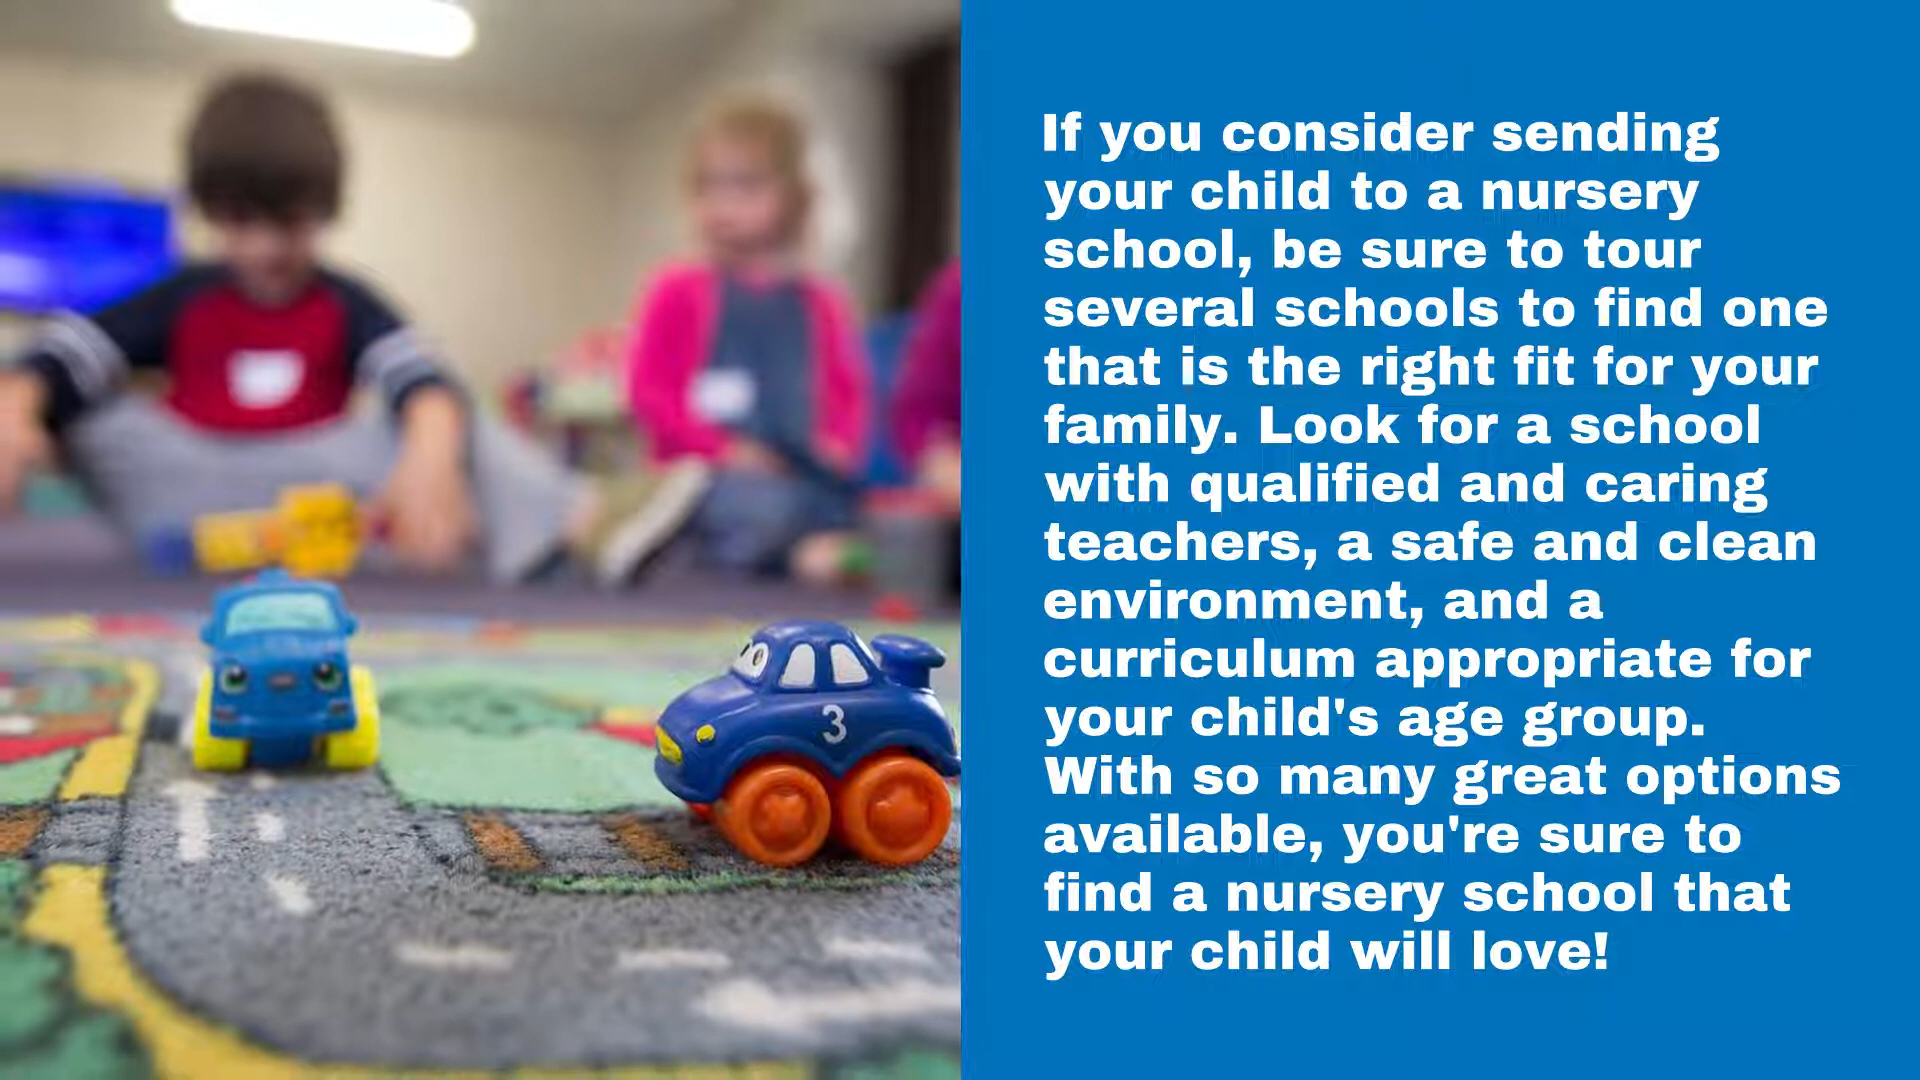 If you consider sending
your child to a nursery
school, be sure to tour
several schools to find one
that is the right fit for your
family. Look for a school
with qualified and caring
teachers, a safe and clean
environment, and a
curriculum appropriate for
your child's age group.
With so many great options
available, you're sure to
find a nursery school that
your child will love!
3